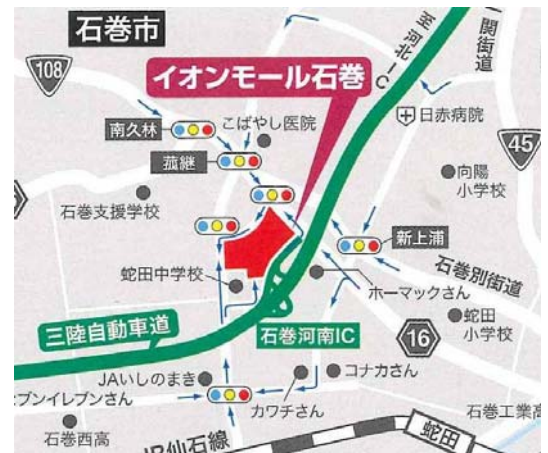 石巻市
至河北IC
一関街道
108
イオンモール石巻
日赤病院
南久林
こばやし医院
菰継
45
向陽
小学校
石巻支援学校
新上浦
石巻別街道
蛇田中学校
ホーマックさん
蛇田
小学校
三陸自動車道
石巻河南IC
16
JAいしのまき
コナカさん
セブンイレブンさん
カワチさん
石巻工業高
石巻西高
JR仙石線
蛇田